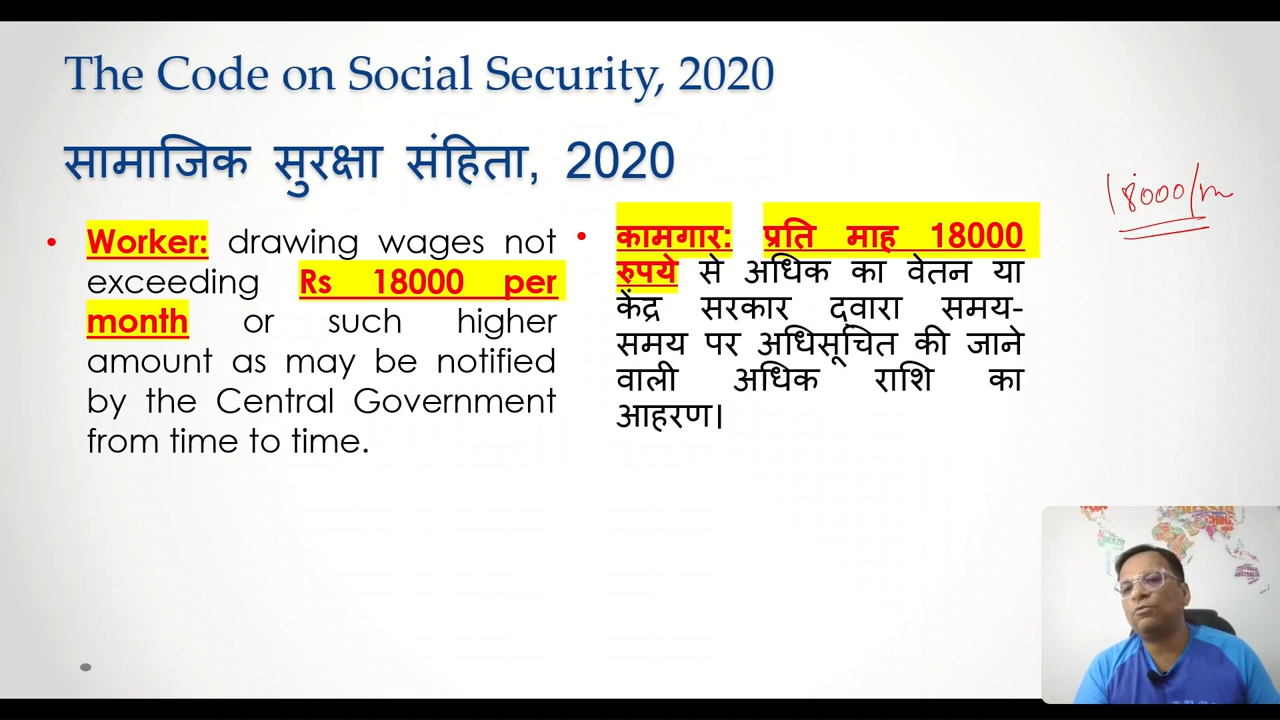 The Code on Social Security, 2020
सामाजिक सुरक्षा संहिता, 2020
• Worker: drawing wages not
exceeding Rs 18000 per
month or such higher
amount as may be notified
by the Central Government
from time to time.
• कामगार: प्रति माह 18000
रुपये से अधिक का वेतन या
केंद्र सरकार द्वारा समय-
समय पर अधिसूचित की जाने
वाली अधिक राशि का
आहरण।
18000/m